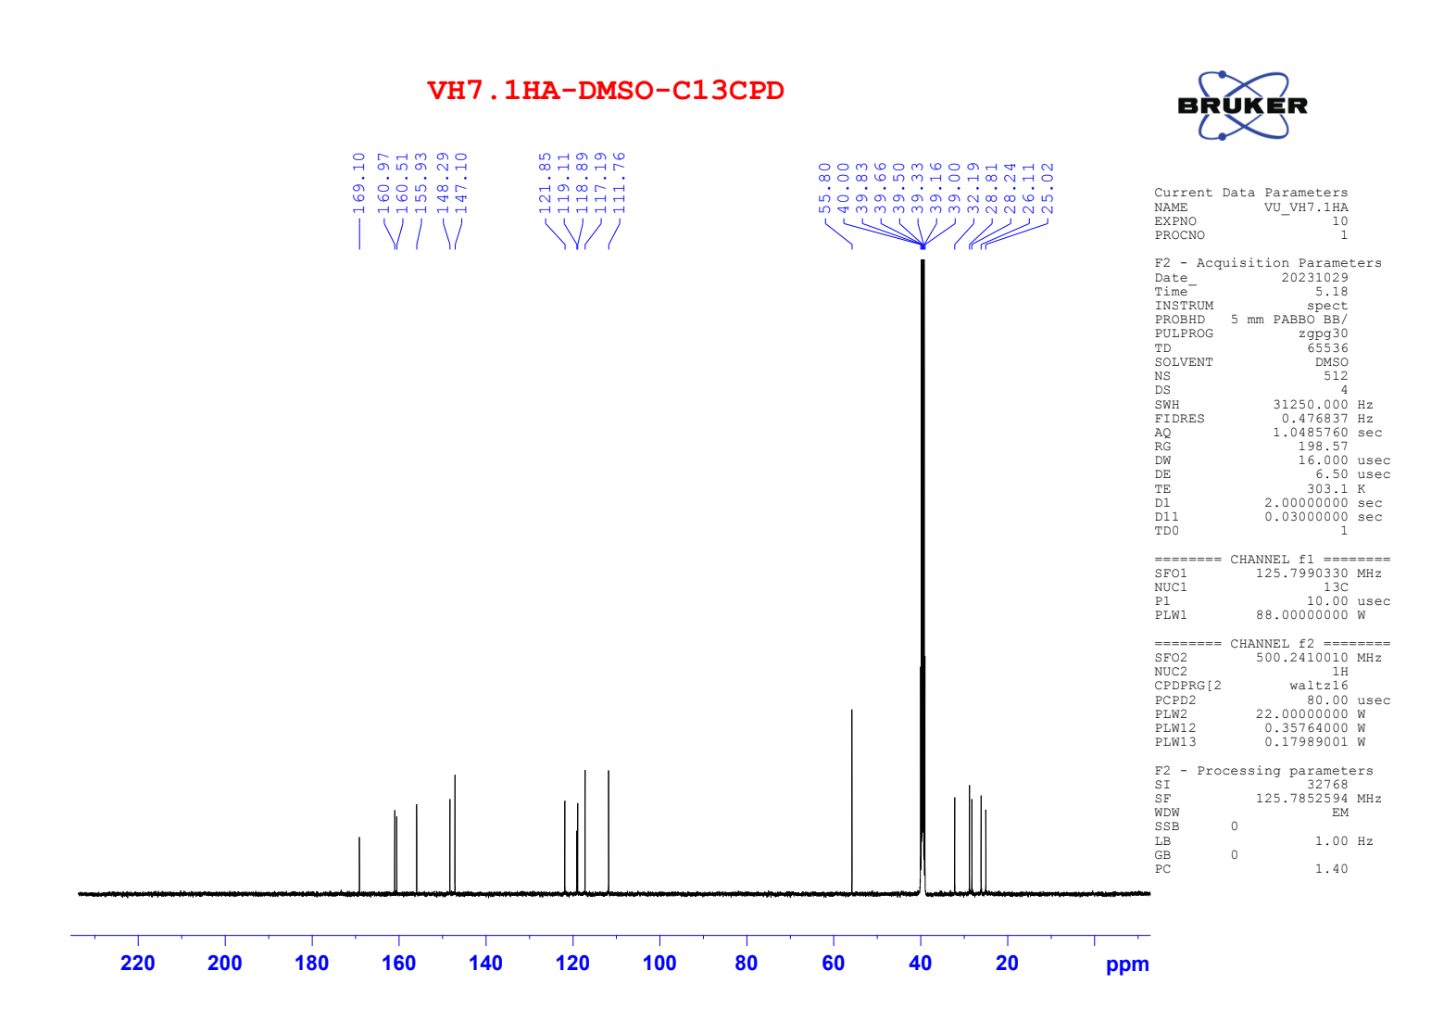 VH7.1HA-DMSO-C13CPD
BRUKER
169.10
160.97
160.51
155.93
148.29
147.10
121.85
119.11
118.89
117.19
111.76
55.80
40.00
39.83
39.66
39.50
39.33
39.16
39.00
32.19
28.81
28.24
26.11
25.02
Current Data Parameters
NAME VU_VH7.1HA
EXPNO 10
PROCNO 1
F2 - Acquisition Parameters
Date_ 20231029
Time 5.18
INSTRUM spect
PROBHD 5 mm PABBO BB/
PULPROG zgpg30
TD 65536
SOLVENT DMSO
NS 512
DS 4
SWH 31250.000 Hz
FIDRES 0.476837 Hz
AQ 1.0485760 sec
RG 198.57
DW 16.000 usec
DE 6.50 usec
TE 303.1 K
D1 2.00000000 sec
D11 0.03000000 sec
TD0 1
======== CHANNEL f1 ========
SFO1 125.7990330 MHz
NUC1 13C
P1 10.00 usec
PLW1 88.00000000 W
======== CHANNEL f2 ========
SFO2 500.2410010 MHz
NUC2 1H
CPDPRG[2 waltz16
PCPD2 80.00 usec
PLW2 22.00000000 W
PLW12 0.35764000 W
PLW13 0.17989001 W
F2 - Processing parameters
SI 32768
SF 125.7852594 MHz
WDW EM
SSB 0
LB 1.00 Hz
GB 0
PC 1.40
220 200 180 160 140 120 100 80 60 40 20 ppm